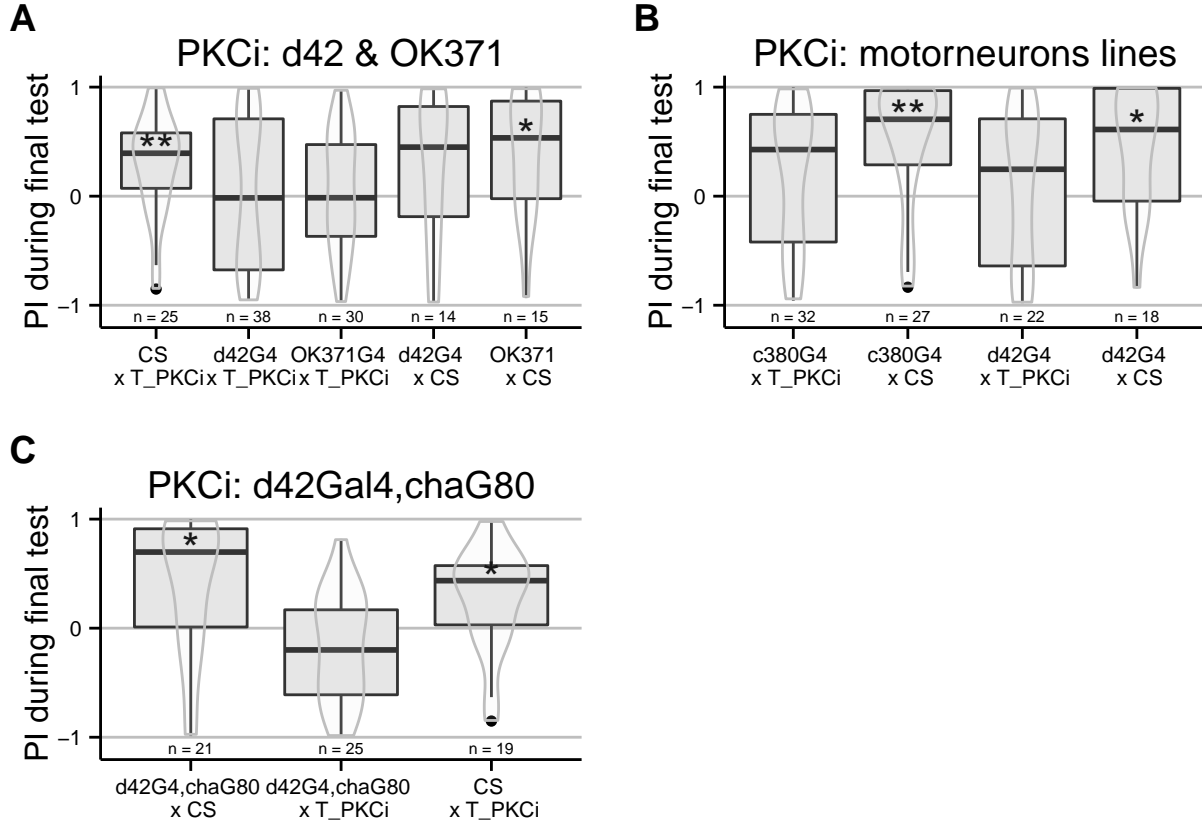 A
PKCi: d42 & OK371
PI during final test
1
0
−1
** *
n = 25 n = 38 n = 30 n = 14 n = 15
CS d42G4 OK371G4 d42G4 OK371
x T_PKCi x T_PKCi x T_PKCi x CS x CS
B
PKCi: motorneurons lines
PI during final test
1
0
−1
** *
n = 32 n = 27 n = 22 n = 18
c380G4 c380G4 d42G4 d42G4
x T_PKCi x CS x T_PKCi x CS
C
PKCi: d42Gal4,chaG80
PI during final test
1
0
−1
* *
n = 21 n = 25 n = 19
d42G4,chaG80 d42G4,chaG80 CS
x CS x T_PKCi x T_PKCi